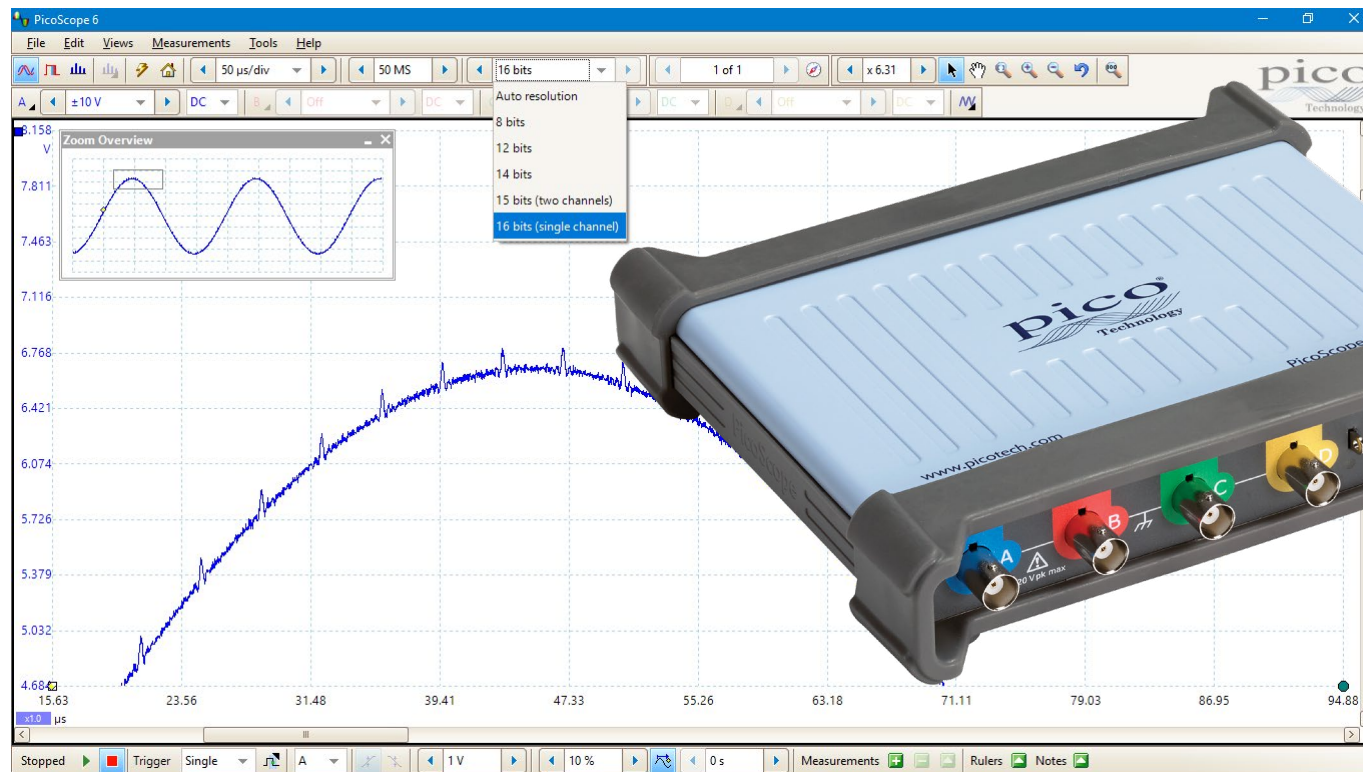 PicoScope 6
File Edit Views Measurements Tools Help
50 µs/div 50 MS 16 bits 1 of 1 x 6.31
pico
Technology
A ±10 V DC B Off DC DC D Off DC
Auto resolution
8 bits
12 bits
14 bits
15 bits (two channels)
16 bits (single channel)
8.158
V
Zoom Overview
7.811
7.463
7.116
6.768
6.421
6.074
5.726
5.379
5.032
4.684
15.63 23.56 31.48 39.41 47.33 55.26 63.18 71.11 79.03 86.95 94.88
x1.0 µs
pico
Technology
PicoScope
www.picotech.com
PicoScope
A B C D
20 V pk max
Stopped Trigger Single A 1 V 10 % 0 s Measurements Rulers Notes